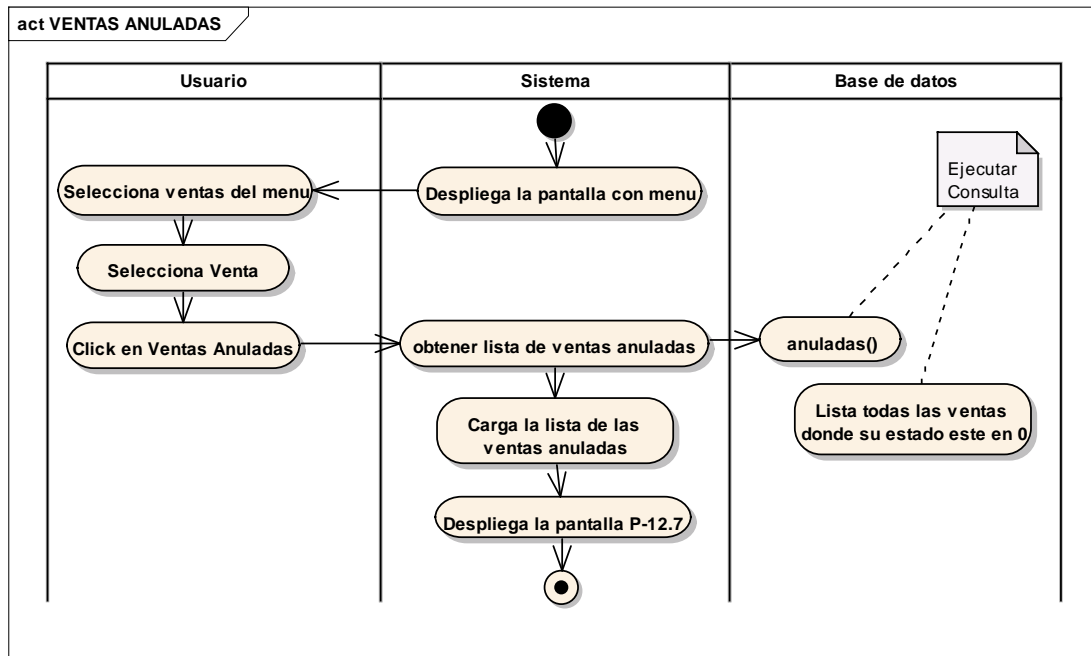 act VENTAS ANULADAS
Usuario
Sistema
Base de datos
Ejecutar
Consulta
Selecciona ventas del menu
Despliega la pantalla con menu
Selecciona Venta
Click en Ventas Anuladas
obtener lista de ventas anuladas
anuladas()
Carga la lista de las
ventas anuladas
Lista todas las ventas
donde su estado este en 0
Despliega la pantalla P-12.7